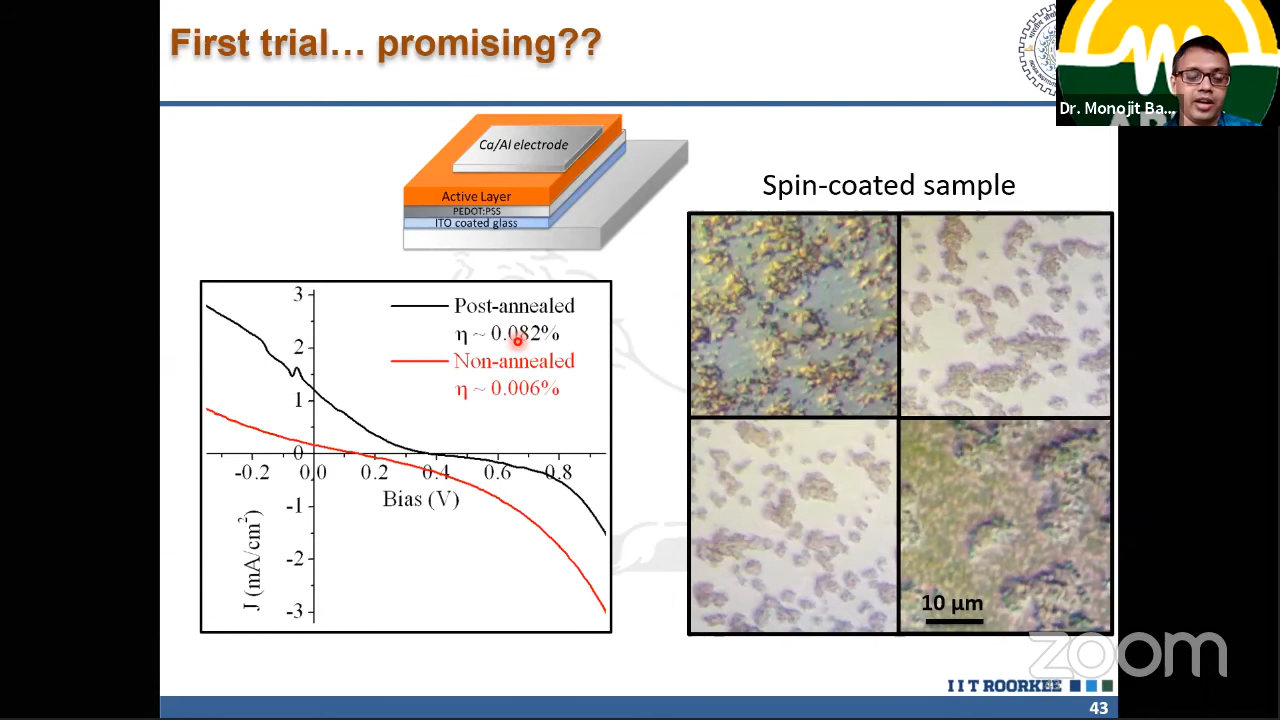 First trial... promising??
Dr. Monojit Ba...
Ca/Al electrode
Active Layer
PEDOT:PSS
ITO coated glass
Spin-coated sample
3
2
1
0
-1
-2
-3
-0.2 0.0 0.2 0.4 0.6 0.8
Bias (V)
J (mA/cm²)
Post-annealed
η ~ 0.082%
Non-annealed
η ~ 0.006%
10 µm
zoom
I I T ROORKEE
43